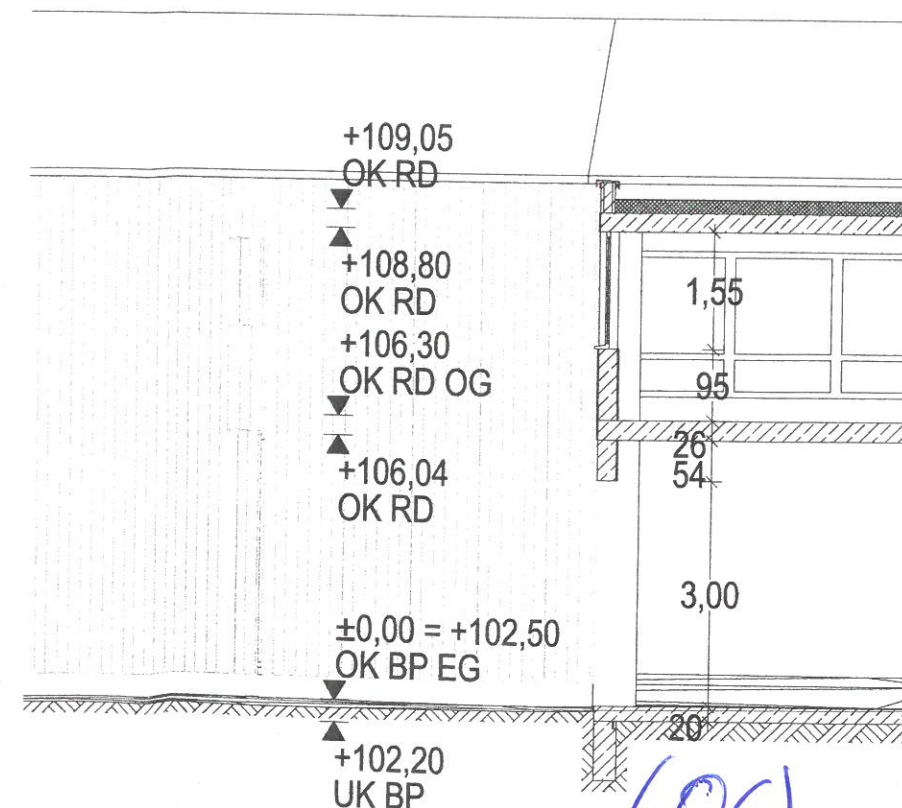 +109,05
OK RD
+108,80
OK RD
+106,30
OK RD OG
+106,04
OK RD
±0,00 = +102,50
OK BP EG
+102,20
UK BP
1,55
95
26
54
3,00
20